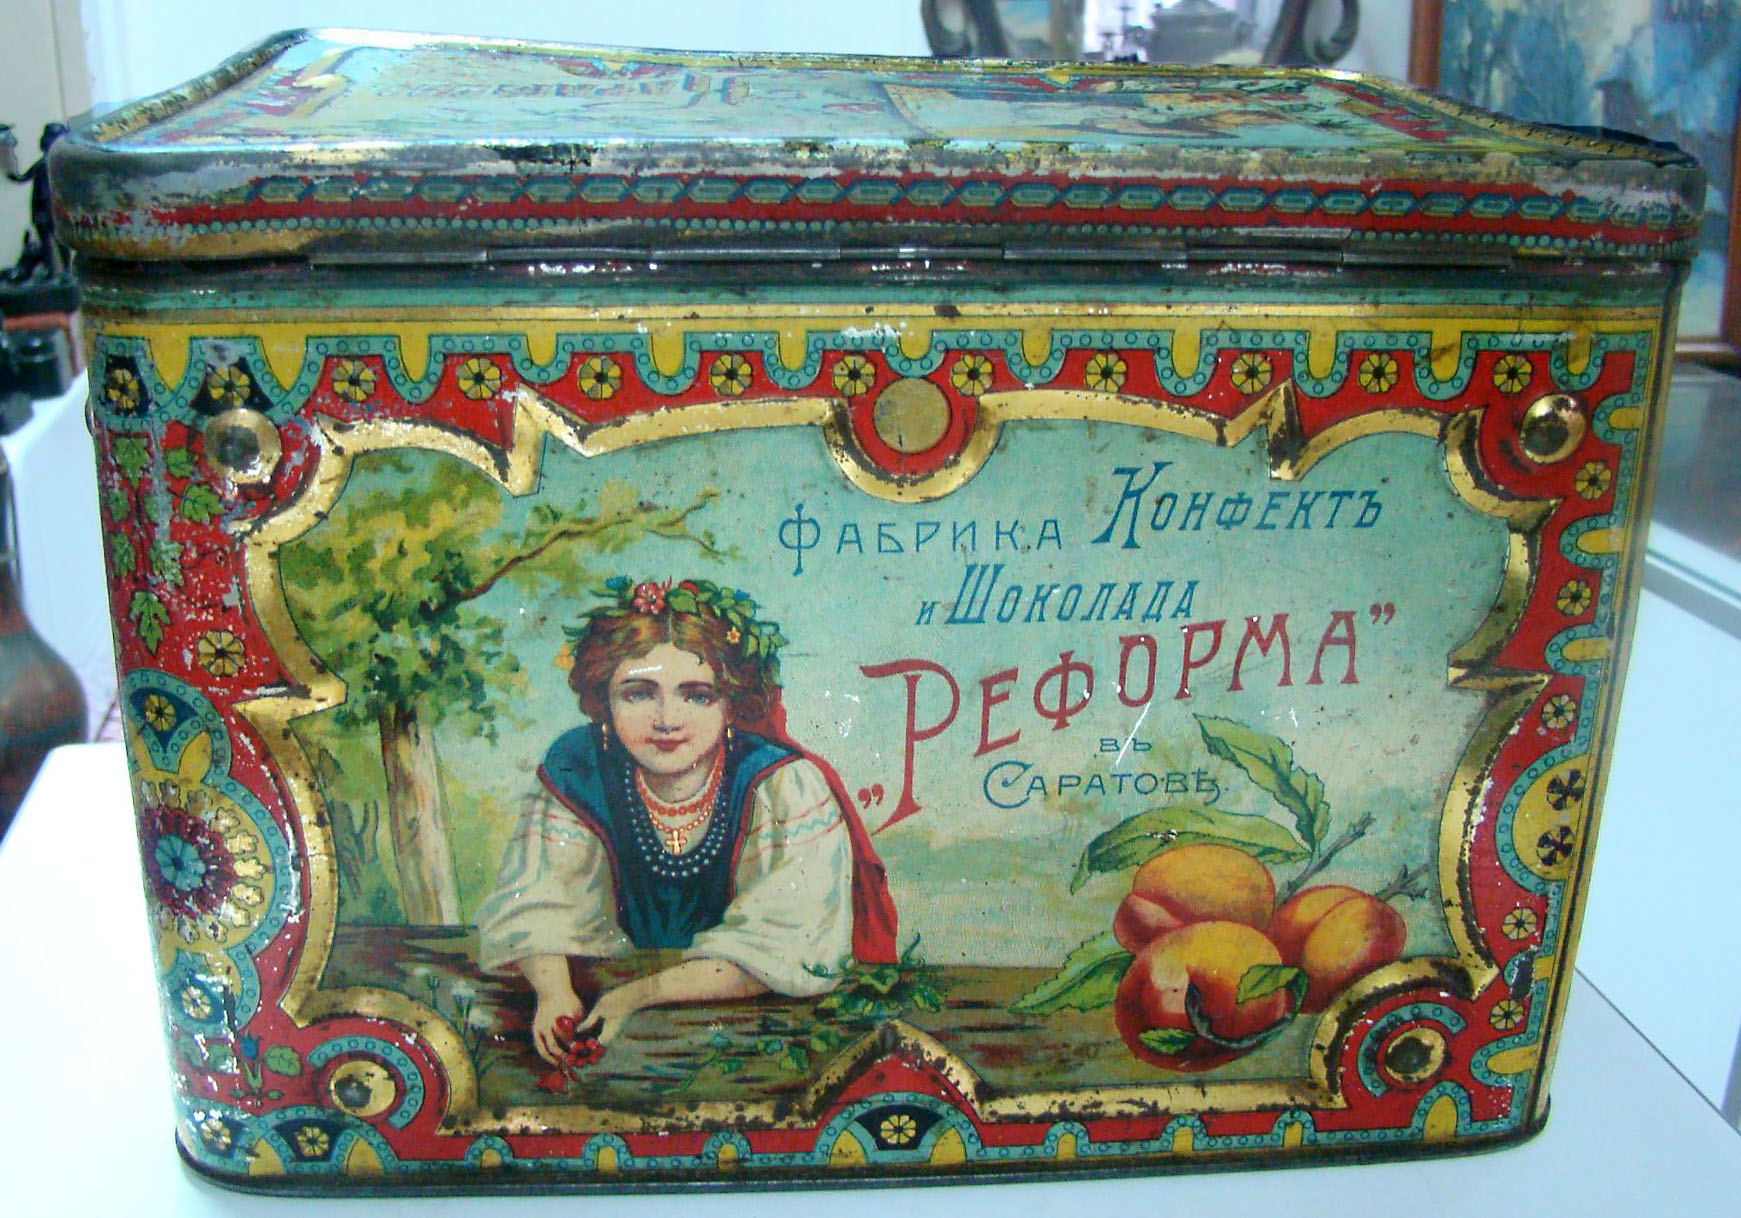 Фабрика Конфектъ
и Шоколада
„Реформа”
въ
Саратовѣ.